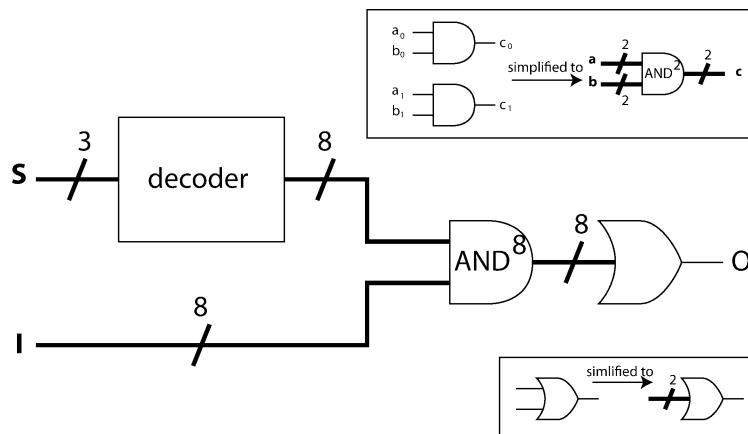 a0
b0
c0
a1
b1
c1
simplified to
a
2
b
2
AND2
2
c
S
3
decoder
8
I
8
AND8
8
O
simlified to
2